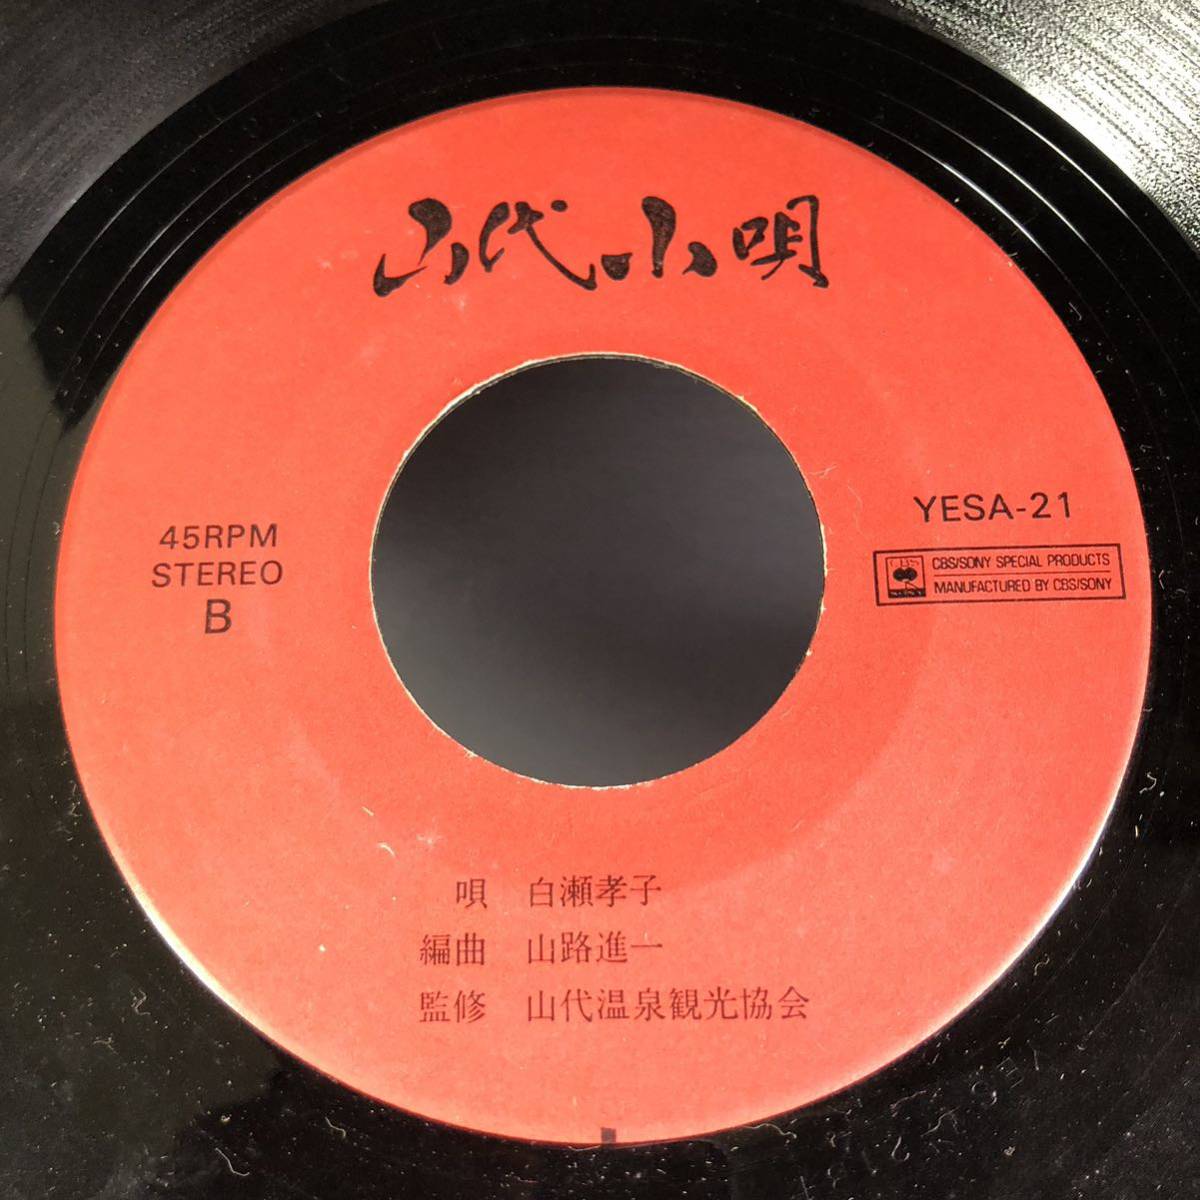 山代小唄
45RPM
STEREO
B
YESA-21
CBS
CBS/SONY SPECIAL PRODUCTS
MANUFACTURED BY CBS/SONY
唄 白瀬孝子
編曲 山路進一
監修 山代温泉観光協会